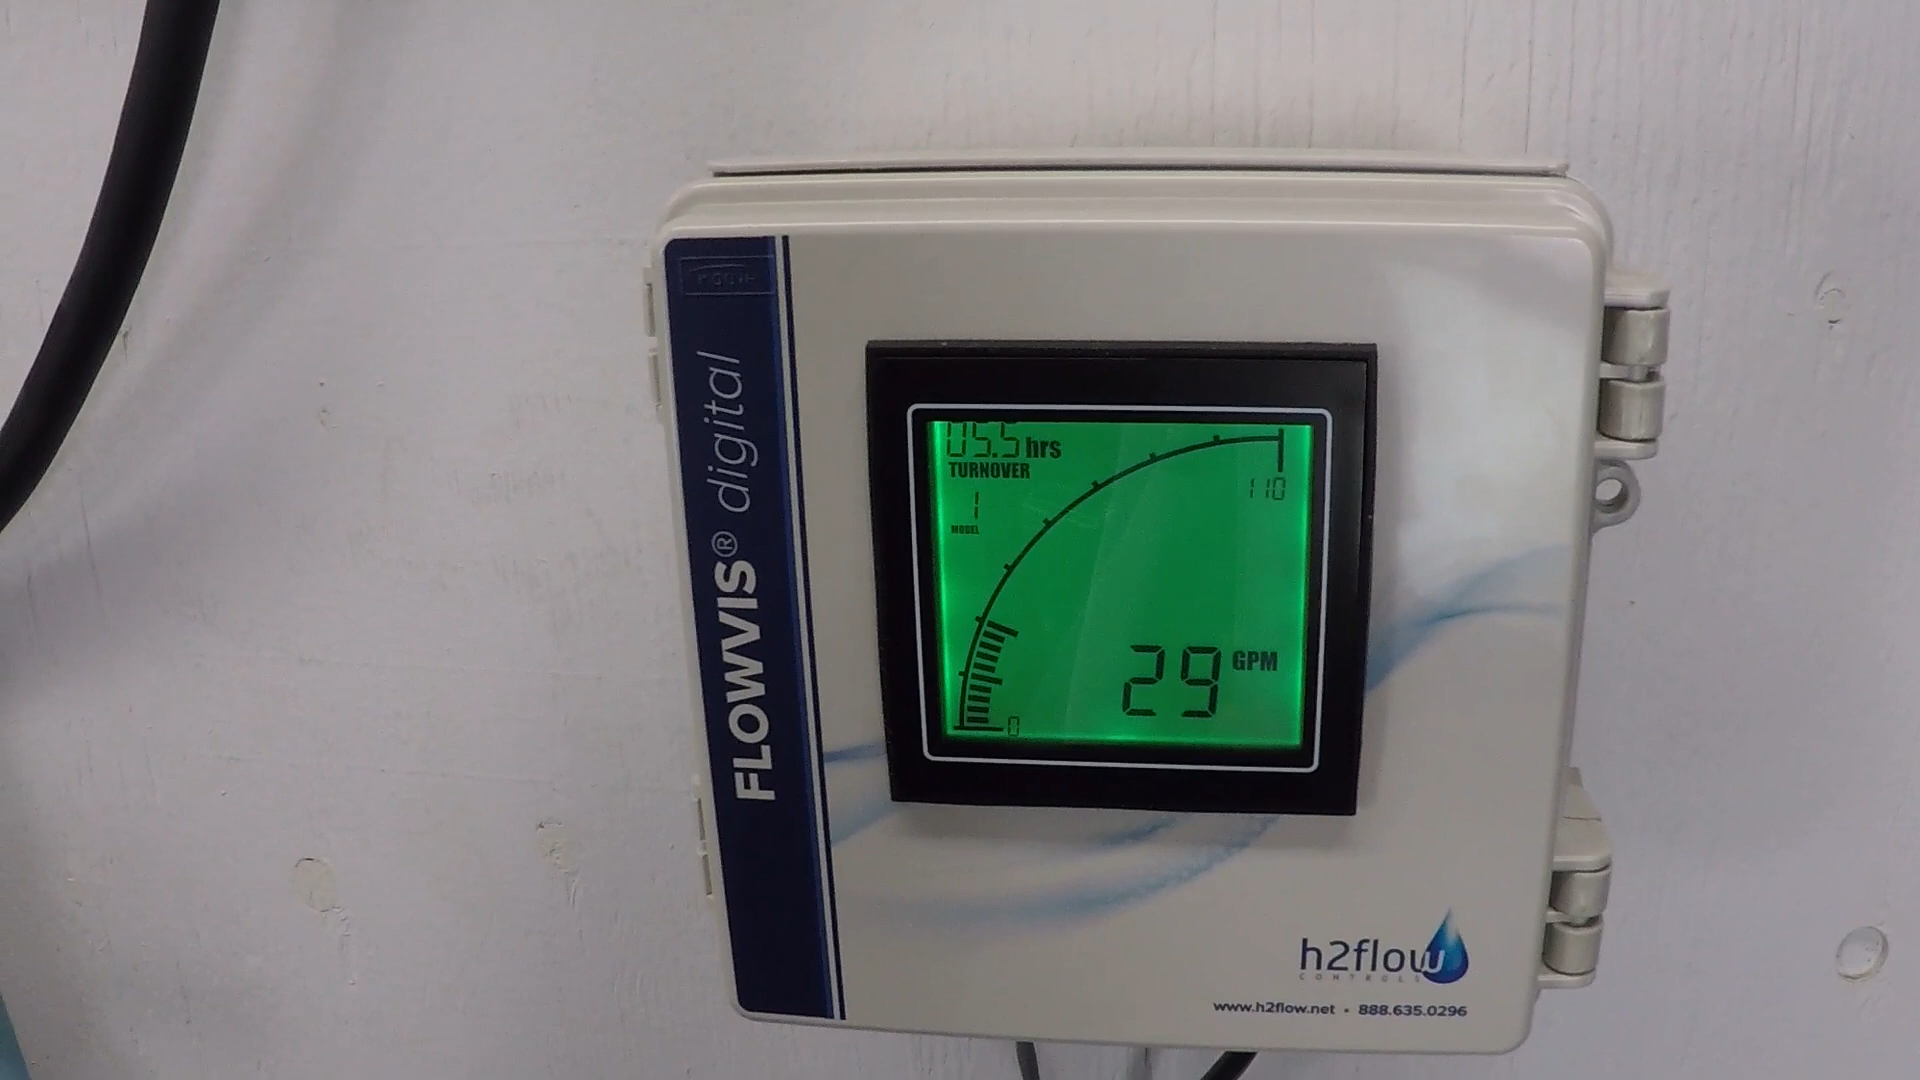 FLOWVIS® digital
05.5 hrs
TURNOVER
1
MODEL
110
29 GPM
0
h2flow
CONTROLS
www.h2flow.net • 888.635.0296